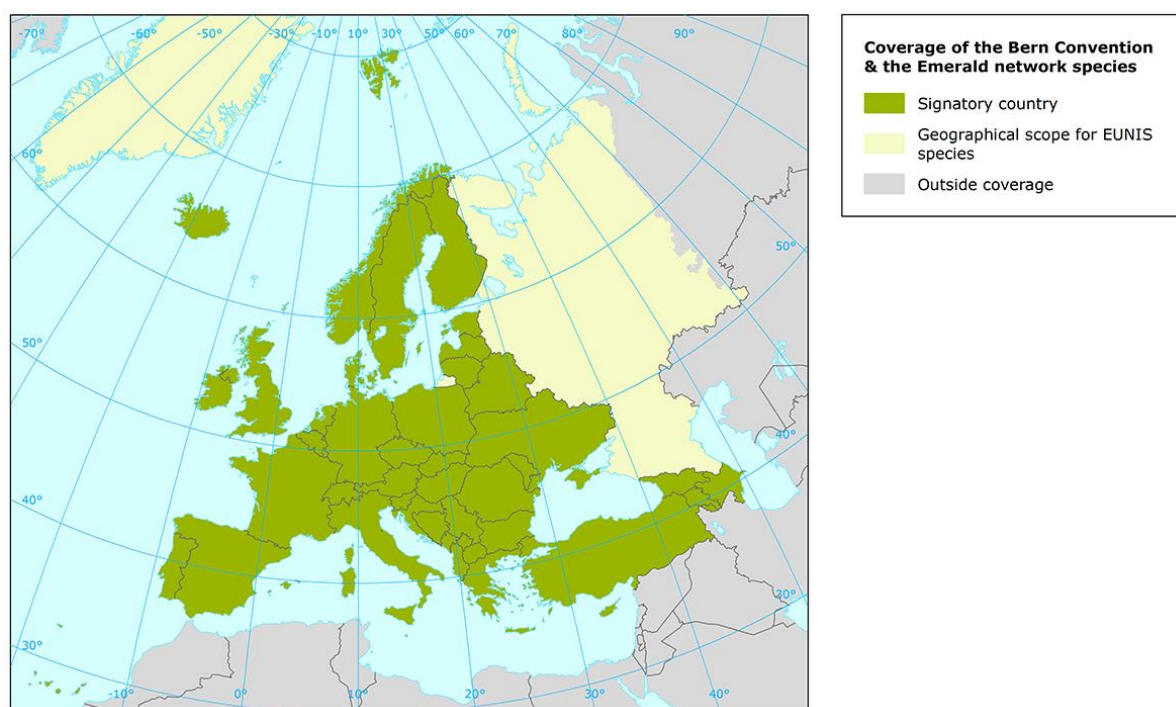 -70° -60° -50° -30° -10° 10° 30° 50° 60° 70° 90°
60°
50°
50°
40°
40°
30°
20°
-10° 0° 10° 20° 30° 40°
Coverage of the Bern Convention
& the Emerald network species
Signatory country
Geographical scope for EUNIS
species
Outside coverage